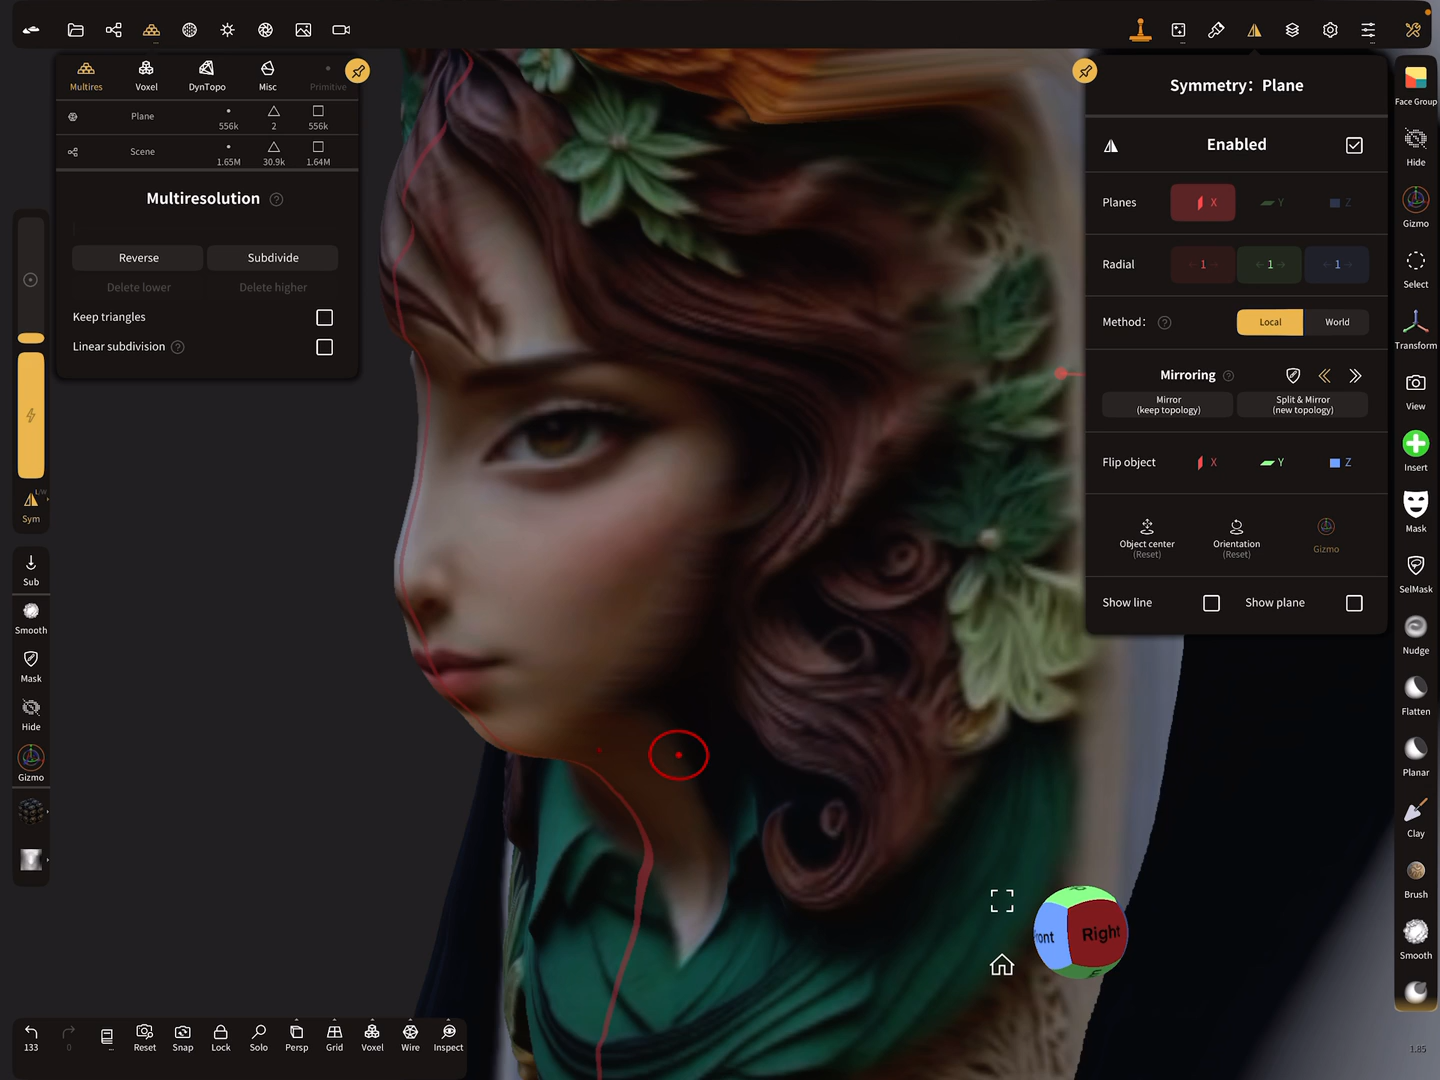 Multires
Voxel
DynTopo
Misc
Primitive
Plane
556k
2
556k
Scene
1.65M
30.9k
1.64M
Multiresolution ?
Reverse
Subdivide
Delete lower
Delete higher
Keep triangles
Linear subdivision ?
L/W
Sym
Sub
Smooth
Mask
Hide
Gizmo
Symmetry: Plane
Enabled
Planes
X
Y
Z
Radial
1
1
1
Method: ?
Local
World
Mirroring ?
Mirror
(keep topology)
Split & Mirror
(new topology)
Flip object
X
Y
Z
Object center
(Reset)
Orientation
(Reset)
Gizmo
Show line
Show plane
Face Group
Hide
Gizmo
Select
Transform
View
Insert
Mask
SelMask
Nudge
Flatten
Planar
Clay
Brush
Smooth
ront
Right
133
0
...
Reset
Snap
Lock
Solo
Persp
Grid
Voxel
Wire
Inspect
1.85